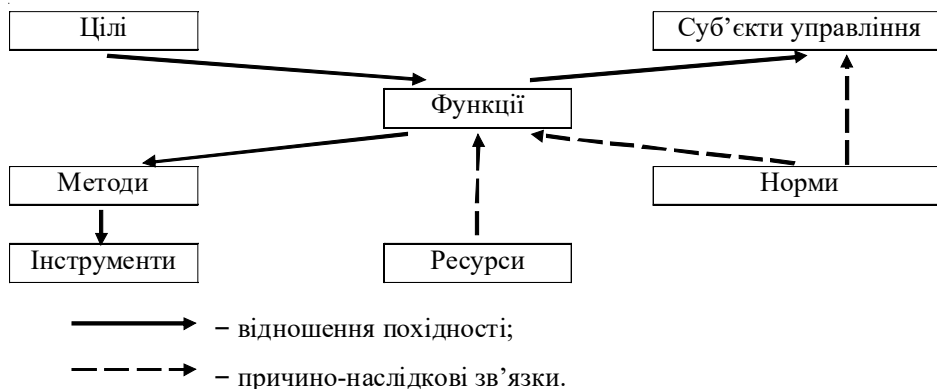 Цілі
Суб’єкти управління
Функції
Методи
Норми
Інструменти
Ресурси
– відношення похідності;
– причино-наслідкові зв’язки.